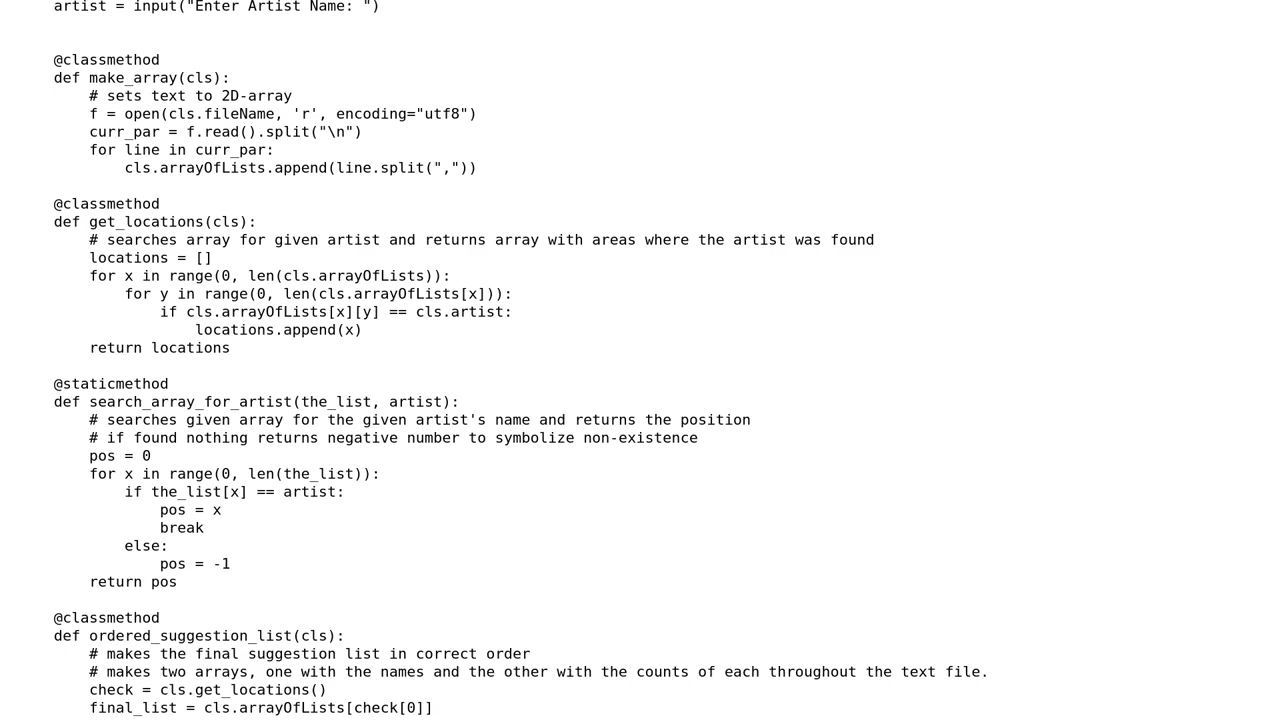 artist = input("Enter Artist Name: ")
@classmethod
def make_array(cls):
# sets text to 2D-array
f = open(cls.fileName, 'r', encoding="utf8")
curr_par = f.read().split("\n")
for line in curr_par:
cls.arrayOfLists.append(line.split(","))
@classmethod
def get_locations(cls):
# searches array for given artist and returns array with areas where the artist was found
locations = []
for x in range(0, len(cls.arrayOfLists)):
for y in range(0, len(cls.arrayOfLists[x])):
if cls.arrayOfLists[x][y] == cls.artist:
locations.append(x)
return locations
@staticmethod
def search_array_for_artist(the_list, artist):
# searches given array for the given artist's name and returns the position
# if found nothing returns negative number to symbolize non-existence
pos = 0
for x in range(0, len(the_list)):
if the_list[x] == artist:
pos = x
break
else:
pos = -1
return pos
@classmethod
def ordered_suggestion_list(cls):
# makes the final suggestion list in correct order
# makes two arrays, one with the names and the other with the counts of each throughout the text file.
check = cls.get_locations()
final_list = cls.arrayOfLists[check[0]]